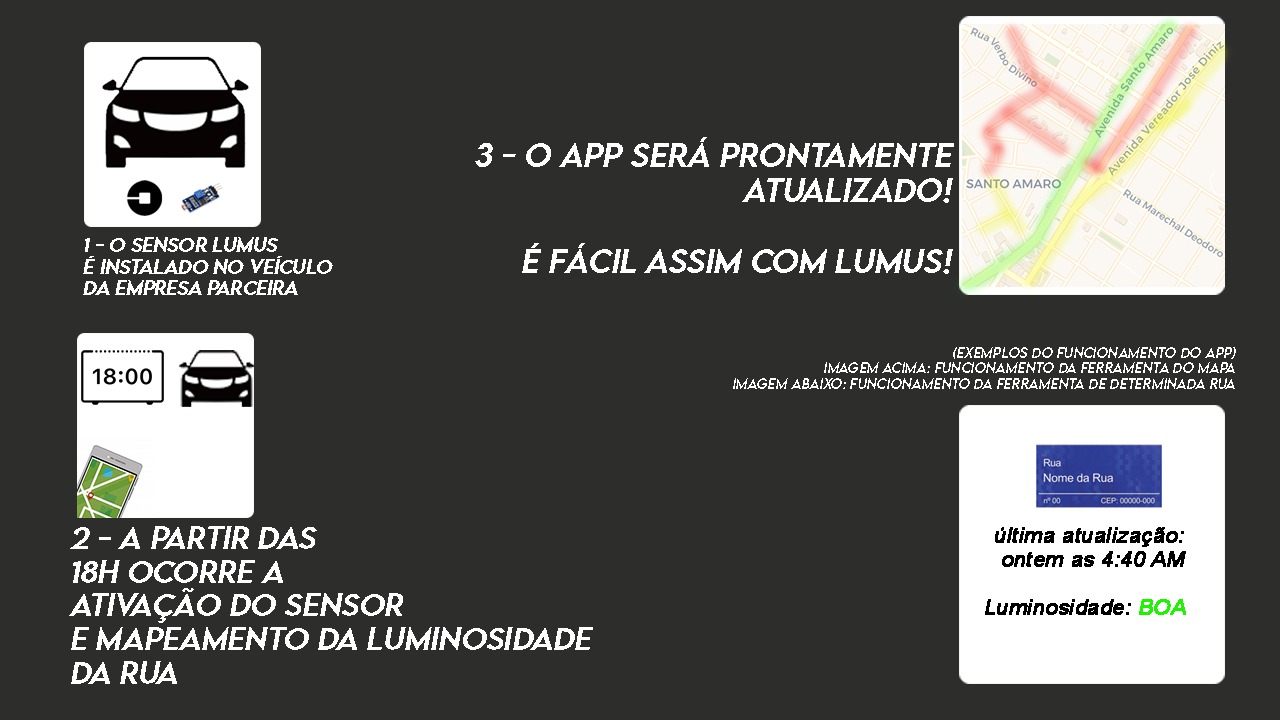 1 - O SENSOR LUMUS
É INSTALADO NO VEÍCULO
DA EMPRESA PARCEIRA
18:00
2 - A PARTIR DAS
18H OCORRE A
ATIVAÇÃO DO SENSOR
E MAPEAMENTO DA LUMINOSIDADE
DA RUA
3 - O APP SERÁ PRONTAMENTE
ATUALIZADO!
É FÁCIL ASSIM COM LUMUS!
Rua Verbo Divino
Avenida Santo Amaro
Avenida Vereador José Diniz
SANTO AMARO
Rua Marechal Deodoro
(EXEMPLOS DO FUNCIONAMENTO DO APP)
IMAGEM ACIMA: FUNCIONAMENTO DA FERRAMENTA DO MAPA
IMAGEM ABAIXO: FUNCIONAMENTO DA FERRAMENTA DE DETERMINADA RUA
Rua
Nome da Rua
nº 00 CEP: 00000-000
última atualização:
ontem as 4:40 AM
Luminosidade: BOA